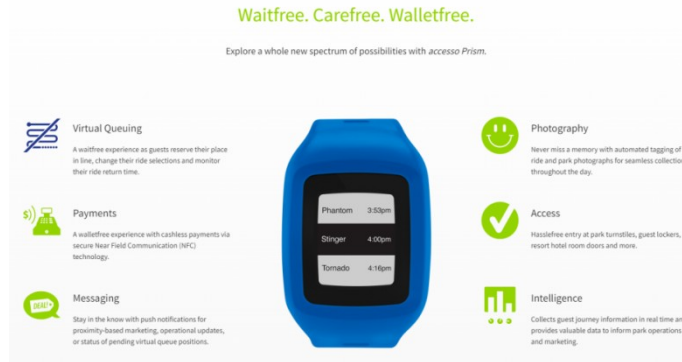 Waitfree. Carefree. Walletfree.
Explore a whole new spectrum of possibilities with accesso Prism.
Virtual Queuing
A waitfree experience as guests reserve their place
in line, change their ride selections and monitor
their ride return time.
Payments
A walletfree experience with cashless payments via
secure Near Field Communication (NFC)
technology.
Messaging
Stay in the know with push notifications for
proximity-based marketing, operational updates,
or status of pending virtual queue positions.
DEAL!
Phantom 3:53pm
Stinger 4:00pm
Tornado 4:16pm
Photography
Never miss a memory with automated tagging of
ride and park photographs for seamless collectio
throughout the day.
Access
Hasslefree entry at park turnstiles, guest lockers,
resort hotel room doors and more.
Intelligence
Collects guest journey information in real time an
provides valuable data to inform park operations
and marketing.